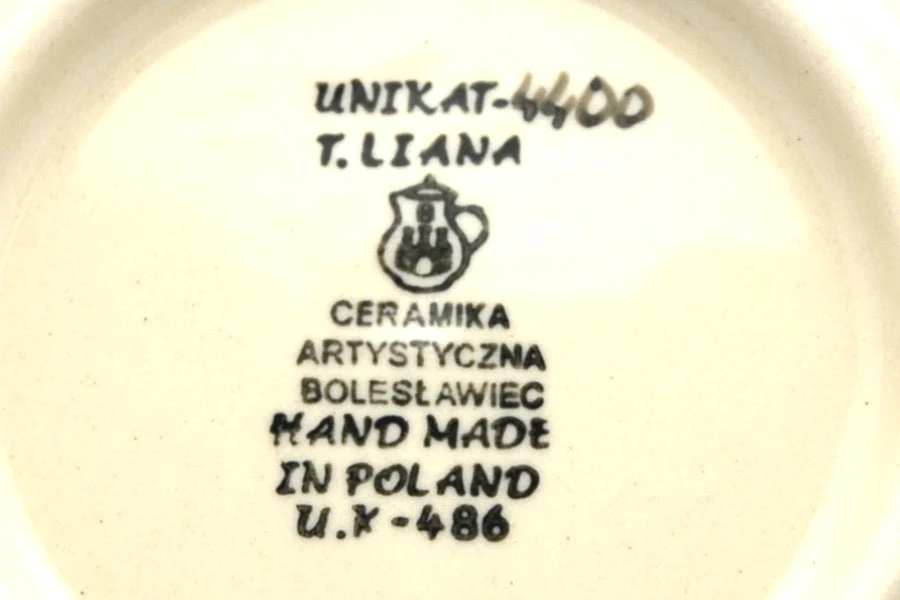 UNIKAT-4400
T. LIANA
CERAMIKA
ARTYSTYCZNA
BOLESŁAWIEC
HAND MADE
IN POLAND
U.X-486